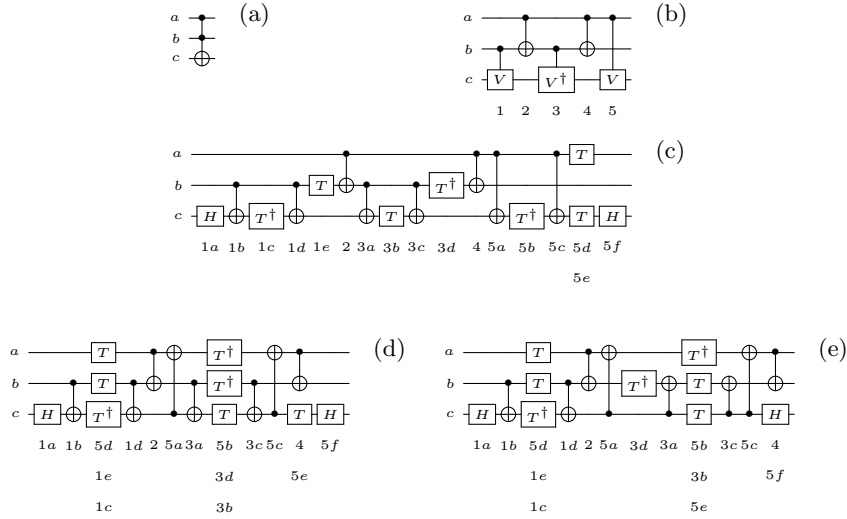 a (a)
b
c
a (b)
b
c V V† V
1 2 3 4 5
a T (c)
b T T†
c H T† T T† T H
1a 1b 1c 1d 1e 2 3a 3b 3c 3d 4 5a 5b 5c 5d 5f
5e
a T T† (d)
b T T†
c H T† T T H
1a 1b 5d 1d 2 5a 3a 5b 3c 5c 4 5f
1e 3d 5e
1c 3b
a T T† (e)
b T T† T
c H T† T H
1a 1b 5d 1d 2 5a 3d 3a 5b 3c 5c 4
1e 3b 5f
1c 5e